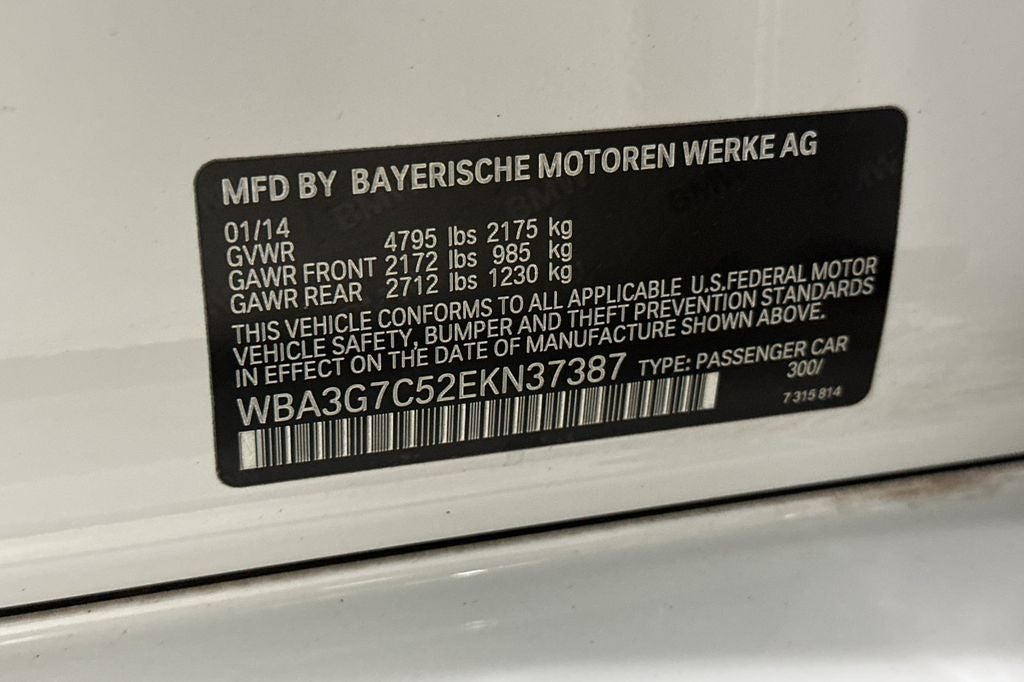 MFD BY BAYERISCHE MOTOREN WERKE AG
01/14
GVWR 4795 lbs 2175 kg
GAWR FRONT 2172 lbs 985 kg
GAWR REAR 2712 lbs 1230 kg
THIS VEHICLE CONFORMS TO ALL APPLICABLE U.S.FEDERAL MOTOR
VEHICLE SAFETY, BUMPER AND THEFT PREVENTION STANDARDS
IN EFFECT ON THE DATE OF MANUFACTURE SHOWN ABOVE.
WBA3G7C52EKN37387 TYPE: PASSENGER CAR
300/
7 315 814